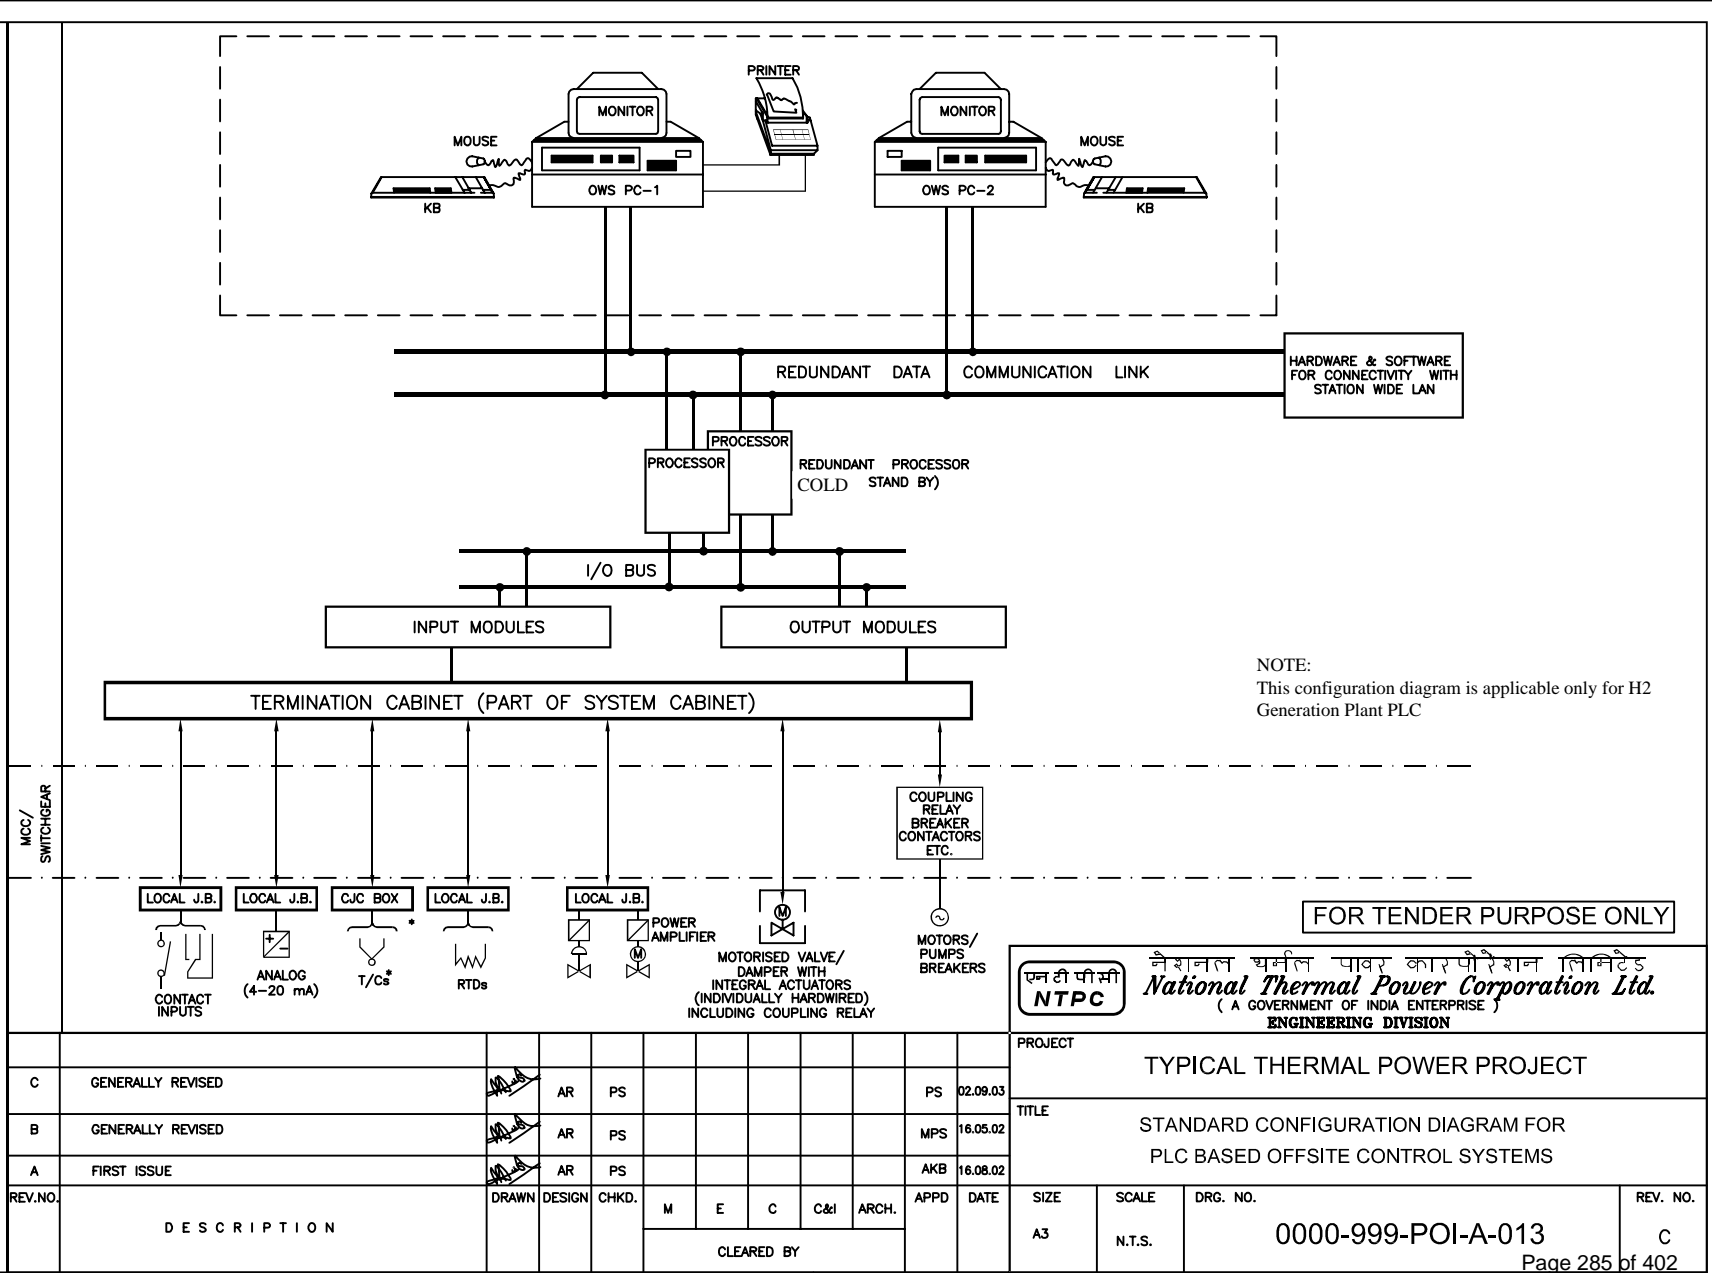 PRINTER
MONITOR
MONITOR
MOUSE
MOUSE
OWS PC-1
OWS PC-2
KB
KB
REDUNDANT DATA COMMUNICATION LINK
HARDWARE & SOFTWARE
FOR CONNECTIVITY WITH
STATION WIDE LAN
PROCESSOR
PROCESSOR
REDUNDANT PROCESSOR
COLD STAND BY)
I/O BUS
INPUT MODULES
OUTPUT MODULES
TERMINATION CABINET (PART OF SYSTEM CABINET)
NOTE:
This configuration diagram is applicable only for H2
Generation Plant PLC
MCC/
SWITCHGEAR
COUPLING
RELAY
BREAKER
CONTACTORS
ETC.
LOCAL J.B.
LOCAL J.B.
CJC BOX
*
LOCAL J.B.
LOCAL J.B.
M
M
POWER
AMPLIFIER
CONTACT
INPUTS
ANALOG
(4-20 mA)
T/Cs*
RTDs
MOTORISED VALVE/
DAMPER WITH
INTEGRAL ACTUATORS
(INDIVIDUALLY HARDWIRED)
INCLUDING COUPLING RELAY
MOTORS/
PUMPS
BREAKERS
FOR TENDER PURPOSE ONLY
एन टी पी सी
NTPC
नेशनल थर्मल पावर कारपोरेशन लिमिटेड
National Thermal Power Corporation Ltd.
( A GOVERNMENT OF INDIA ENTERPRISE )
ENGINEERING DIVISION
PROJECT
TYPICAL THERMAL POWER PROJECT
TITLE
STANDARD CONFIGURATION DIAGRAM FOR
PLC BASED OFFSITE CONTROL SYSTEMS
C GENERALLY REVISED AR PS PS 02.09.03
B GENERALLY REVISED AR PS MPS 16.05.02
A FIRST ISSUE AR PS AKB 16.08.02
REV.NO. DESCRIPTION DRAWN DESIGN CHKD. M E C C&I ARCH. APPD DATE
CLEARED BY
SIZE SCALE DRG. NO. REV. NO.
A3 N.T.S. 0000-999-POI-A-013 C
Page 285 of 402